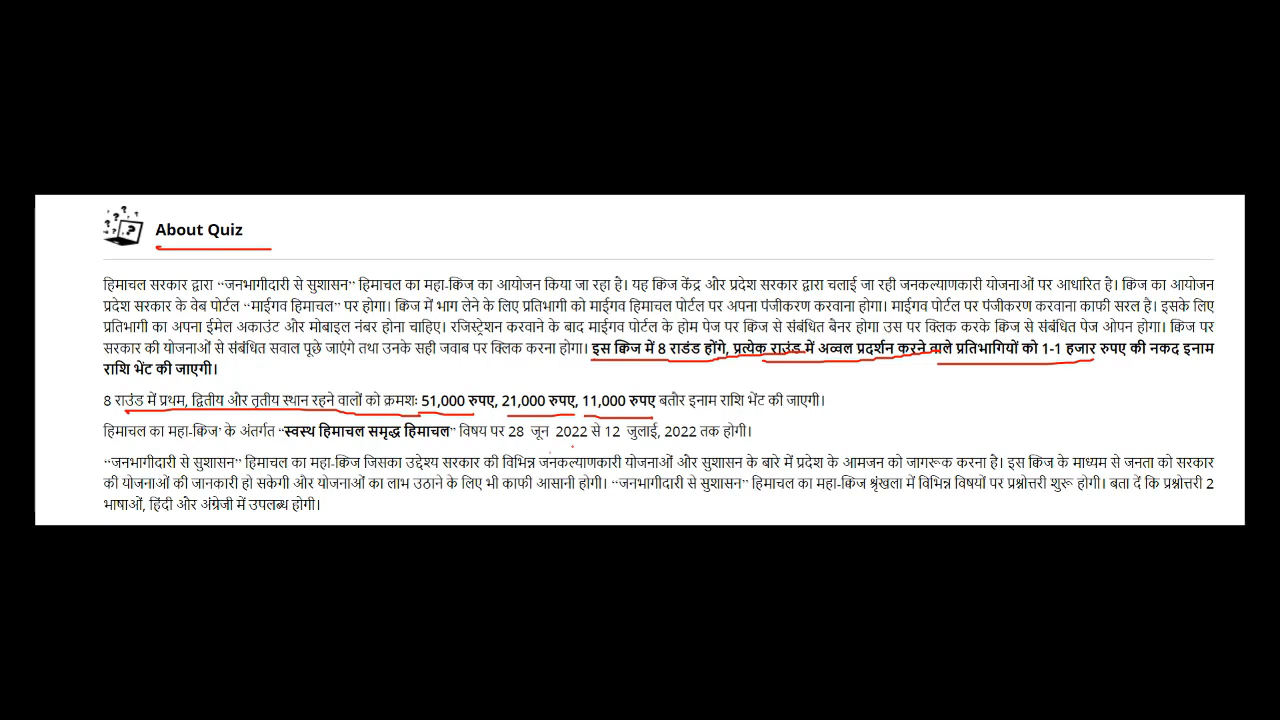 About Quiz
हिमाचल सरकार द्वारा “जनभागीदारी से सुशासन” हिमाचल का महा-क्विज का आयोजन किया जा रहा है। यह क्विज केंद्र और प्रदेश सरकार द्वारा चलाई जा रही जनकल्याणकारी योजनाओं पर आधारित है। क्विज का आयोजन
प्रदेश सरकार के वेब पोर्टल “माईगव हिमाचल” पर होगा। क्विज में भाग लेने के लिए प्रतिभागी को माईगव हिमाचल पोर्टल पर अपना पंजीकरण करवाना होगा। माईगव पोर्टल पर पंजीकरण करवाना काफी सरल है। इसके लिए
प्रतिभागी का अपना ईमेल अकाउंट और मोबाइल नंबर होना चाहिए। रजिस्ट्रेशन करवाने के बाद माईगव पोर्टल के होम पेज पर क्विज से संबंधित बैनर होगा उस पर क्लिक करके क्विज से संबंधित पेज ओपन होगा। क्विज पर
सरकार की योजनाओं से संबंधित सवाल पूछे जाएंगे तथा उनके सही जवाब पर क्लिक करना होगा। इस क्विज में 8 राडंड होंगे, प्रत्येक राउंड में अव्वल प्रदर्शन करने वाले प्रतिभागियों को 1-1 हजार रुपए की नकद इनाम
राशि भेंट की जाएगी।
8 राउंड में प्रथम, द्वितीय और तृतीय स्थान रहने वालों को क्रमशः 51,000 रुपए, 21,000 रुपए, 11,000 रुपए बतौर इनाम राशि भेंट की जाएगी।
हिमाचल का महा-क्विज’ के अंतर्गत “स्वस्थ हिमाचल समृद्ध हिमाचल” विषय पर 28 जून 2022 से 12 जुलाई, 2022 तक होगी।
“जनभागीदारी से सुशासन” हिमाचल का महा-क्विज जिसका उद्देश्य सरकार की विभिन्न जनकल्याणकारी योजनाओं और सुशासन के बारे में प्रदेश के आमजन को जागरूक करना है। इस क्विज के माध्यम से जनता को सरकार
की योजनाओं की जानकारी हो सकेगी और योजनाओं का लाभ उठाने के लिए भी काफी आसानी होगी। “जनभागीदारी से सुशासन” हिमाचल का महा-क्विज श्रृंखला में विभिन्न विषयों पर प्रश्नोत्तरी शुरू होगी। बता दें कि प्रश्नोत्तरी 2
भाषाओं, हिंदी और अंग्रेजी में उपलब्ध होगी।